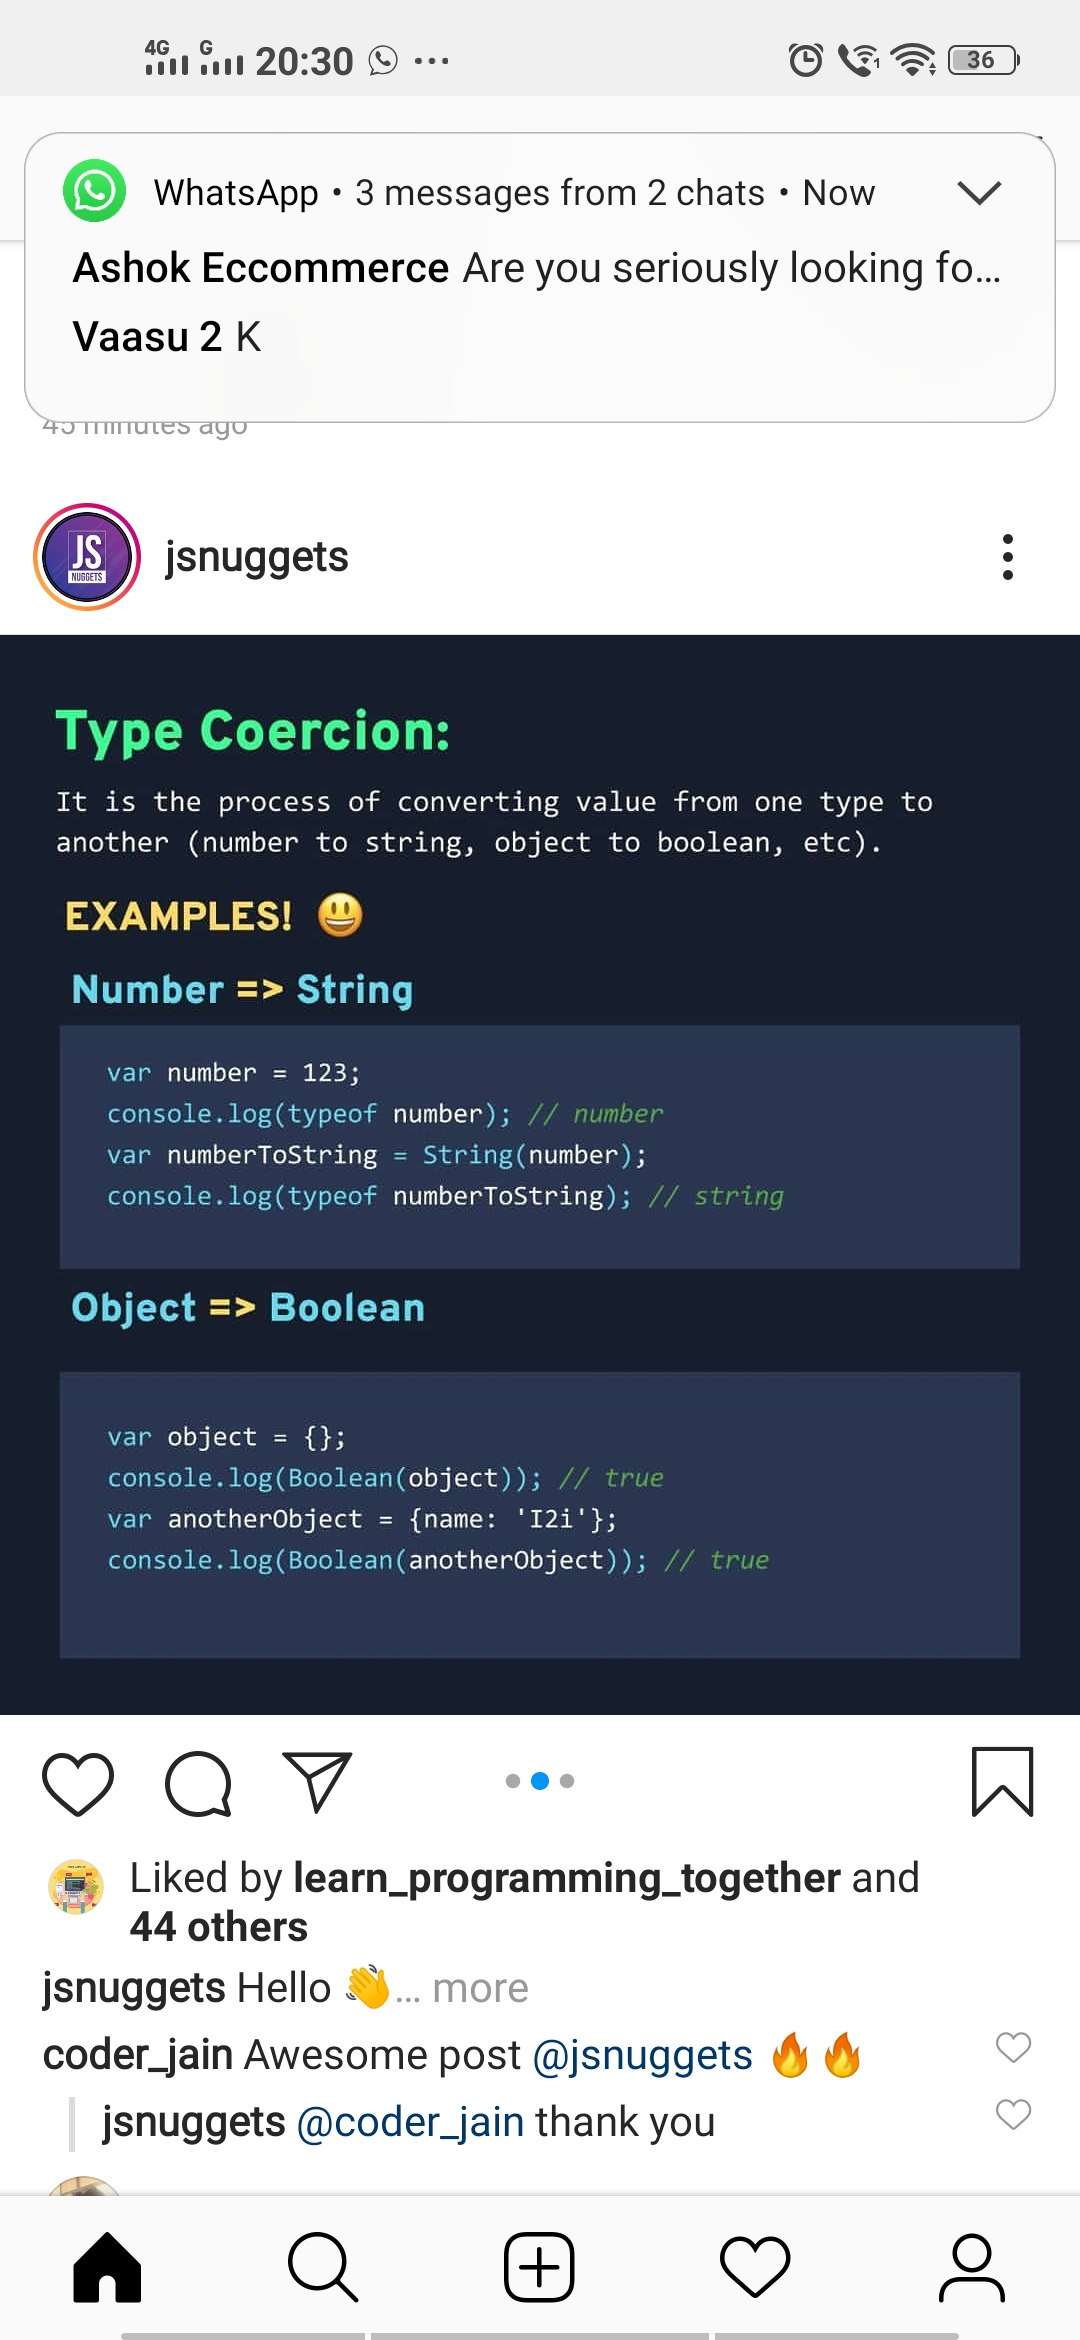 4G G 20:30 36
WhatsApp • 3 messages from 2 chats • Now
Ashok Eccommerce Are you seriously looking fo...
Vaasu 2 K
45 minutes ago
JS
NUGGETS
jsnuggets
Type Coercion:
It is the process of converting value from one type to
another (number to string, object to boolean, etc).
EXAMPLES! 😃
Number => String
var number = 123;
console.log(typeof number); // number
var numberToString = String(number);
console.log(typeof numberToString); // string
Object => Boolean
var object = {};
console.log(Boolean(object)); // true
var anotherObject = {name: 'I2i'};
console.log(Boolean(anotherObject)); // true
Liked by learn_programming_together and
44 others
jsnuggets Hello 👋... more
coder_jain Awesome post @jsnuggets 🔥🔥
jsnuggets @coder_jain thank you